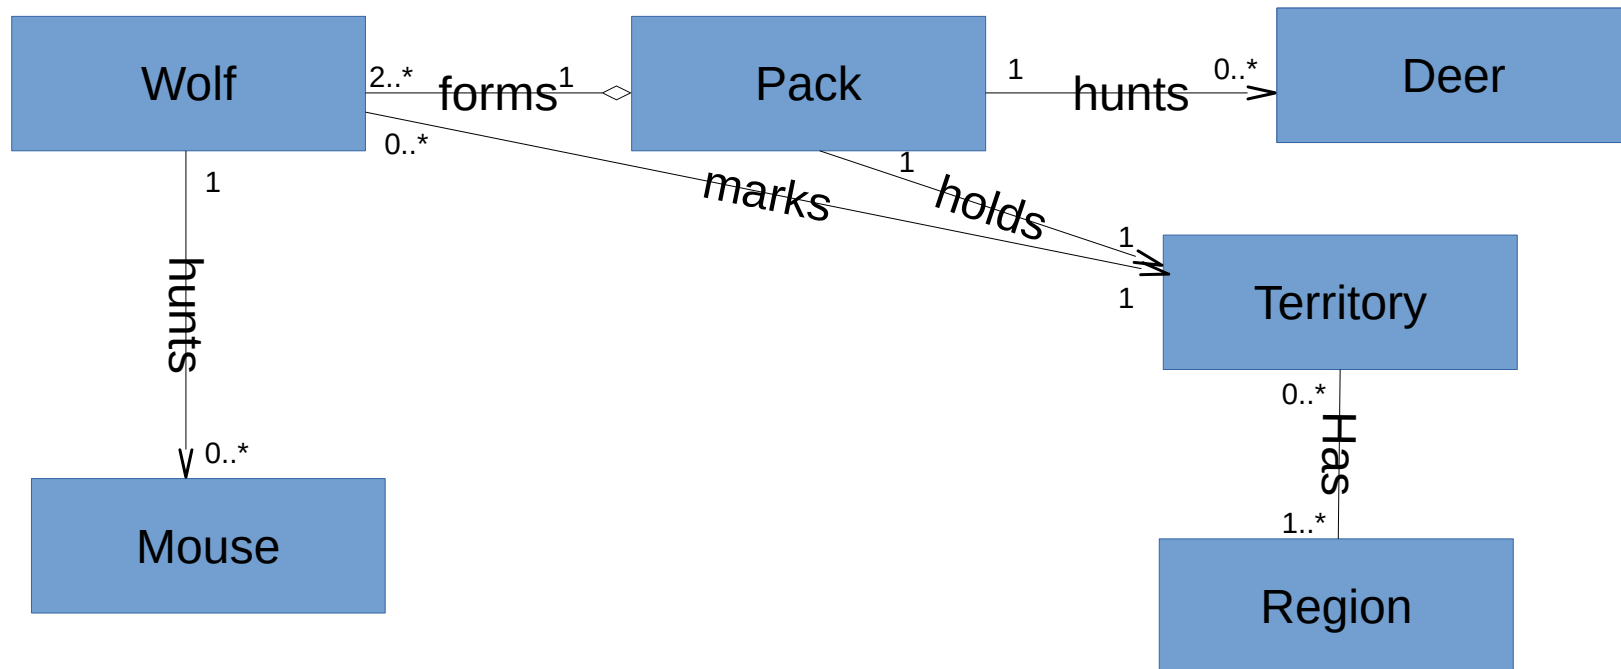 Wolf
2..*
forms
1
Pack
1
hunts
0..*
Deer
0..*
marks
1
1
holds
1
1
hunts
0..*
Mouse
Territory
0..*
Has
1..*
Region